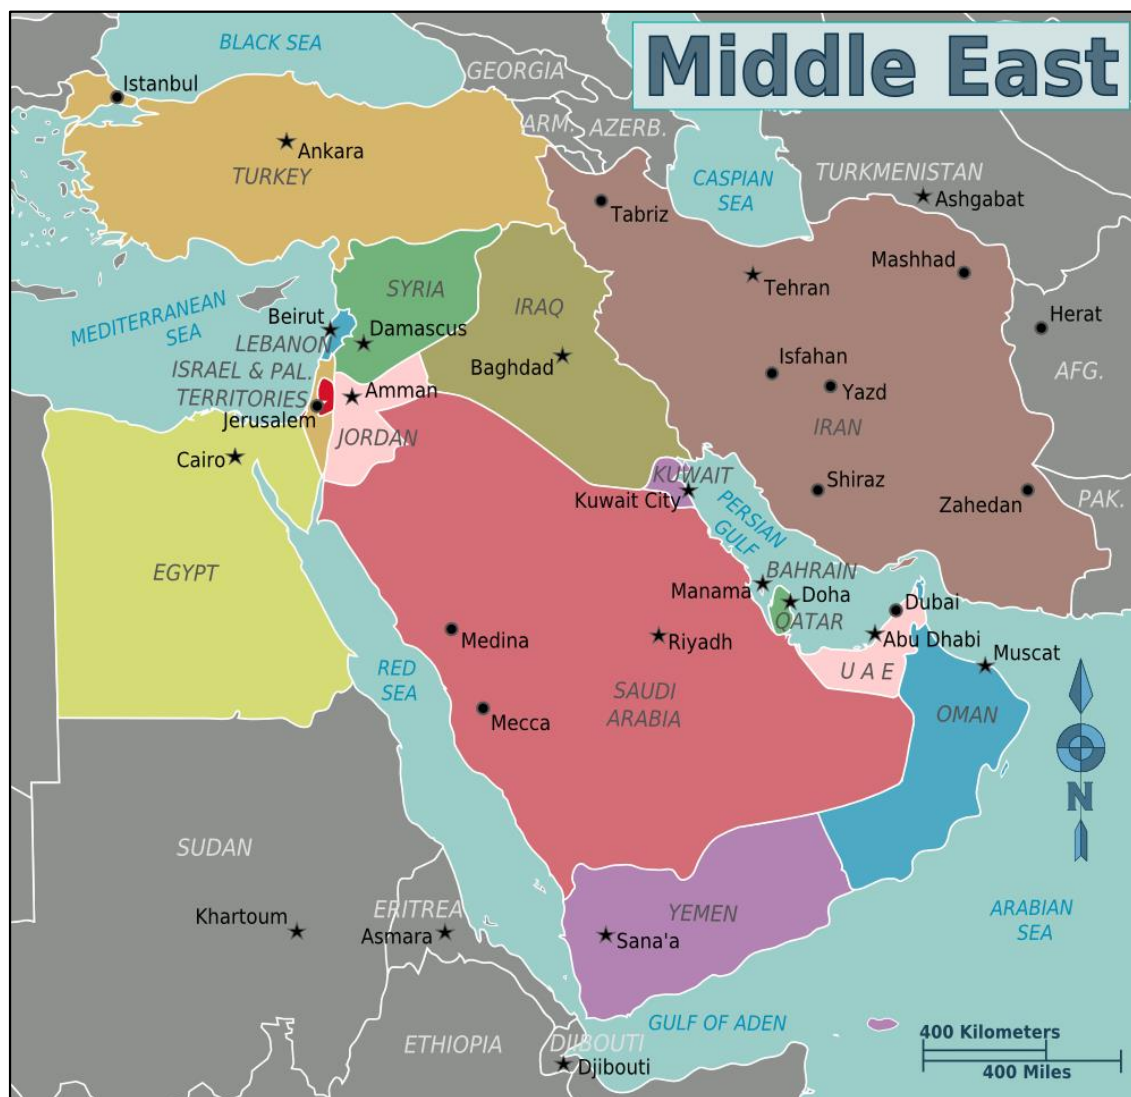 Middle East
BLACK SEA
GEORGIA
Istanbul
ARM.
AZERB.
Ankara
TURKEY
CASPIAN
SEA
TURKMENISTAN
Ashgabat
Tabriz
Mashhad
Tehran
SYRIA
IRAQ
MEDITERRANEAN
SEA
Beirut
Damascus
Herat
LEBANON
Baghdad
Isfahan
AFG.
ISRAEL & PAL.
TERRITORIES
Amman
Yazd
Jerusalem
JORDAN
IRAN
Cairo
KUWAIT
Kuwait City
Shiraz
Zahedan
PAK.
PERSIAN
GULF
EGYPT
BAHRAIN
Manama
Doha
QATAR
Dubai
Abu Dhabi
Medina
Riyadh
Muscat
RED
SEA
U A E
SAUDI
ARABIA
Mecca
OMAN
N
SUDAN
ERITREA
YEMEN
ARABIAN
SEA
Khartoum
Asmara
Sana'a
GULF OF ADEN
400 Kilometers
400 Miles
ETHIOPIA
DJIBOUTI
Djibouti